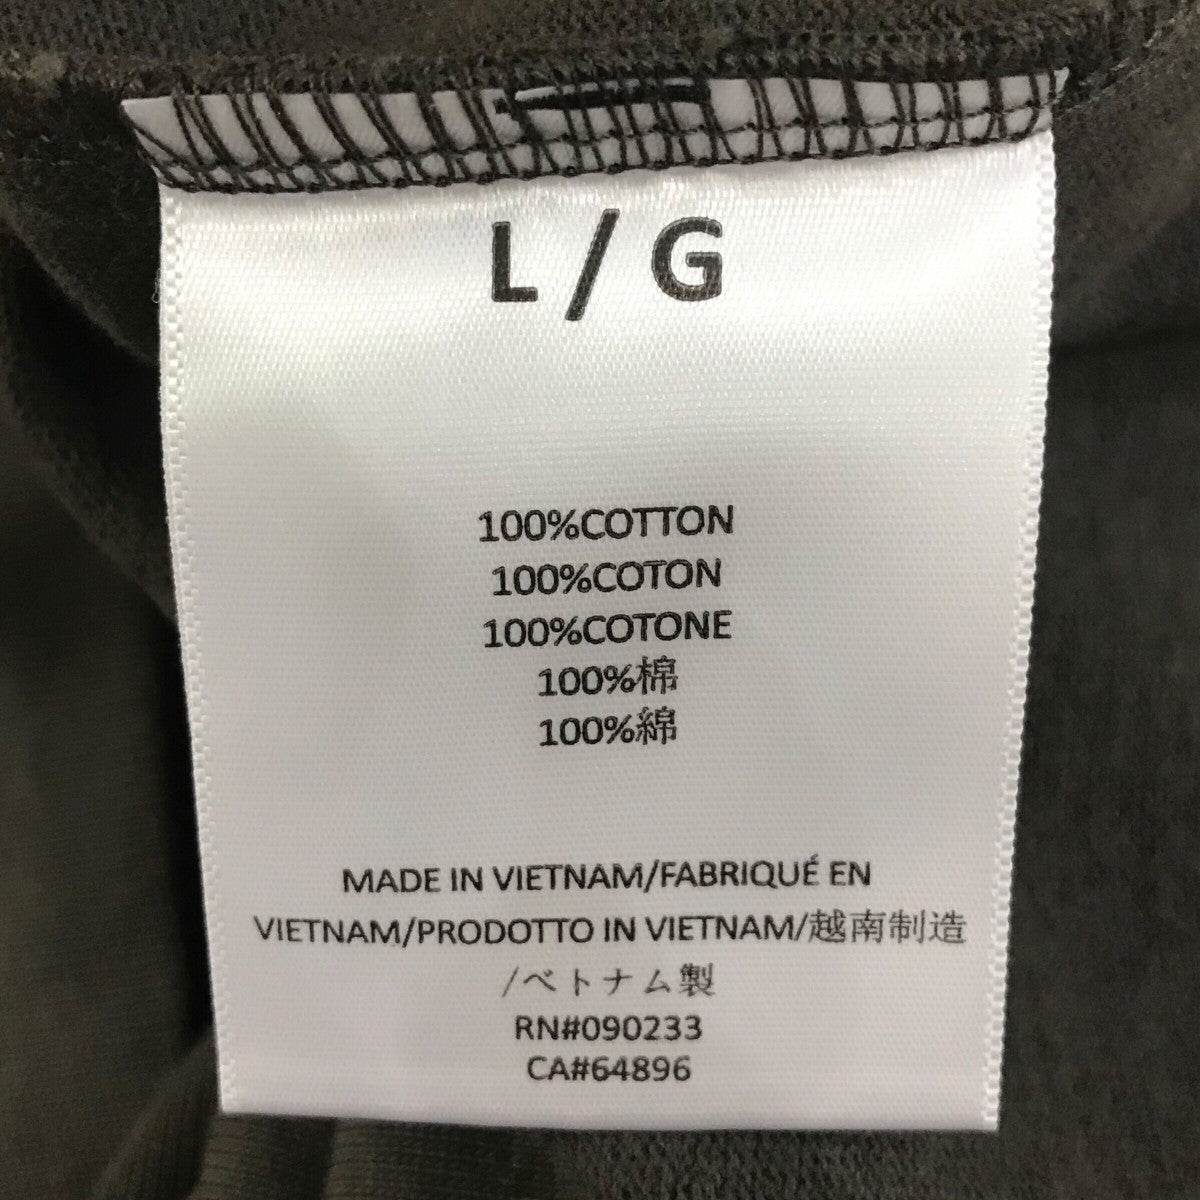 L / G
100%COTTON
100%COTON
100%COTONE
100%棉
100%綿
MADE IN VIETNAM/FABRIQUÉ EN
VIETNAM/PRODOTTO IN VIETNAM/越南制造
/ベトナム製
RN#090233
CA#64896